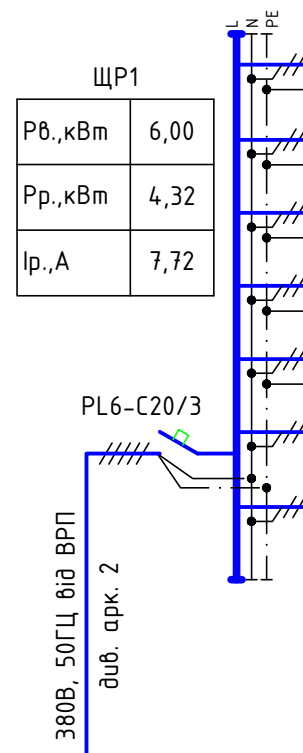 L N PE
ЩР1
Рв.,кВт 6,00
Рр.,кВт 4,32
Ip.,А 7,72
PL6-C20/3
380В, 50ГЦ від ВРП
див. арк. 2